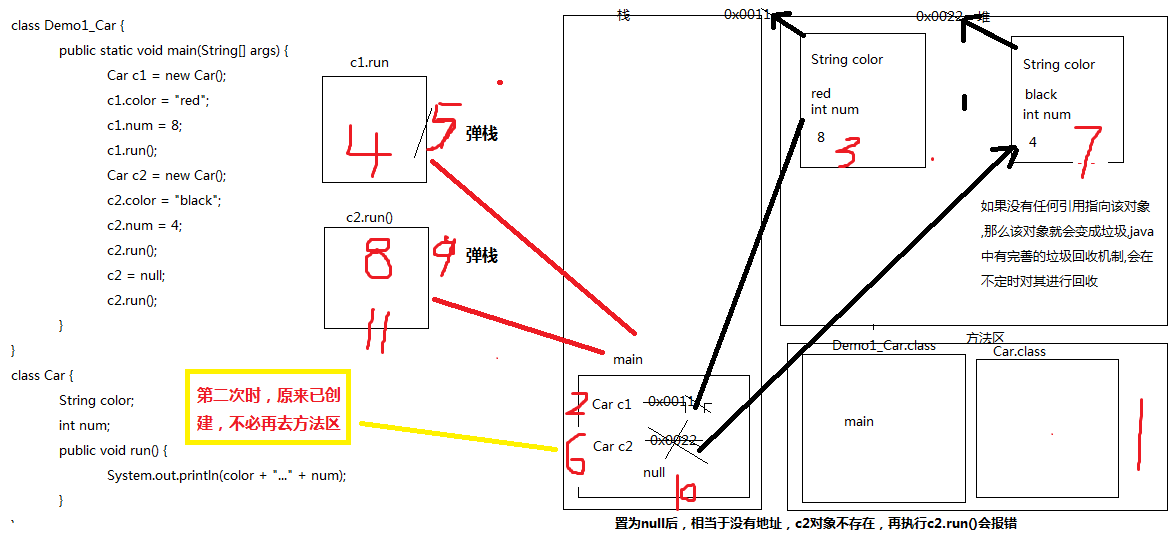 class Demo1_Car {
public static void main(String[] args) {
Car c1 = new Car();
c1.color = "red";
c1.num = 8;
c1.run();
Car c2 = new Car();
c2.color = "black";
c2.num = 4;
c2.run();
c2 = null;
c2.run();
}
}
class Car {
String color;
int num;
public void run() {
System.out.println(color + "..." + num);
}
第二次时，原来已创
建，不必再去方法区
c1.run
4
5
弹栈
c2.run()
8
9
弹栈
11
栈
main
2
Car c1
0x0011
6
Car c2
0x0022
null
10
0x0011
0x0022
堆
String color
red
int num
8
3
String color
black
int num
4
7
如果没有任何引用指向该对象
,那么该对象就会变成垃圾,java
中有完善的垃圾回收机制,会在
不定时对其进行回收
方法区
Demo1_Car.class
main
Car.class
1
置为null后，相当于没有地址，c2对象不存在，再执行c2.run()会报错